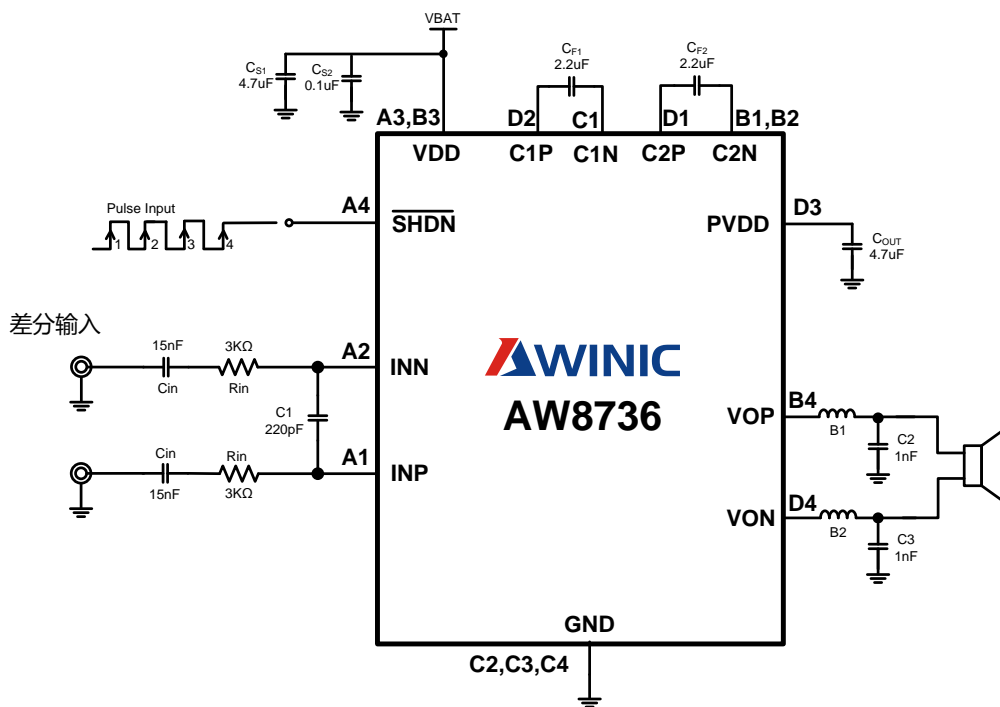 VBAT
CS1
4.7uF
CS2
0.1uF
CF1
2.2uF
CF2
2.2uF
A3,B3
D2
C1
D1
B1,B2
VDD
C1P
C1N
C2P
C2N
Pulse Input
1
2
3
4
A4
SHDN
D3
PVDD
COUT
4.7uF
差分输入
15nF
Cin
3KΩ
Rin
A2
INN
C1
220pF
Cin
15nF
Rin
3KΩ
A1
INP
AWINIC
AW8736
B4
VOP
B1
C2
1nF
D4
VON
B2
C3
1nF
GND
C2,C3,C4